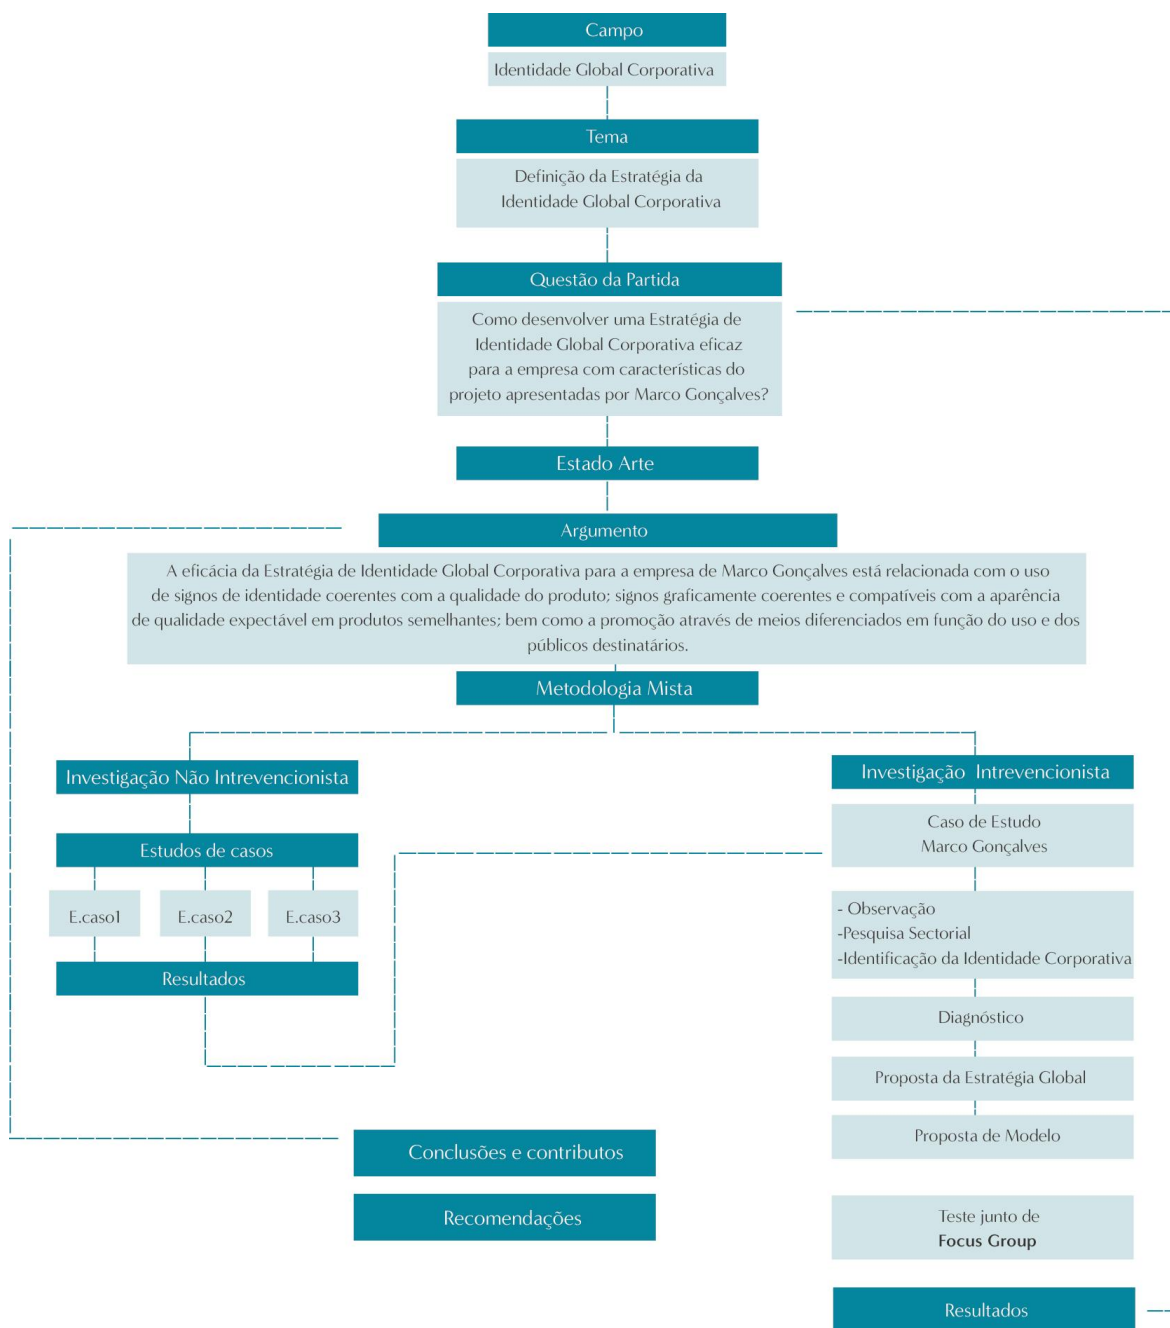 Campo
Identidade Global Corporativa
Tema
Definição da Estratégia da
Identidade Global Corporativa
Questão da Partida
Como desenvolver uma Estratégia de
Identidade Global Corporativa eficaz
para a empresa com características do
projeto apresentadas por Marco Gonçalves?
Estado Arte
Argumento
A eficácia da Estratégia de Identidade Global Corporativa para a empresa de Marco Gonçalves está relacionada com o uso
de signos de identidade coerentes com a qualidade do produto; signos graficamente coerentes e compatíveis com a aparência
de qualidade expectável em produtos semelhantes; bem como a promoção através de meios diferenciados em função do uso e dos
públicos destinatários.
Metodologia Mista
Investigação Não Intrevencionista
Estudos de casos
E.caso1
E.caso2
E.caso3
Resultados
Investigação Intrevencionista
Caso de Estudo
Marco Gonçalves
- Observação
-Pesquisa Sectorial
-Identificação da Identidade Corporativa
Diagnóstico
Proposta da Estratégia Global
Proposta de Modelo
Teste junto de
Focus Group
Resultados
Conclusões e contributos
Recomendações